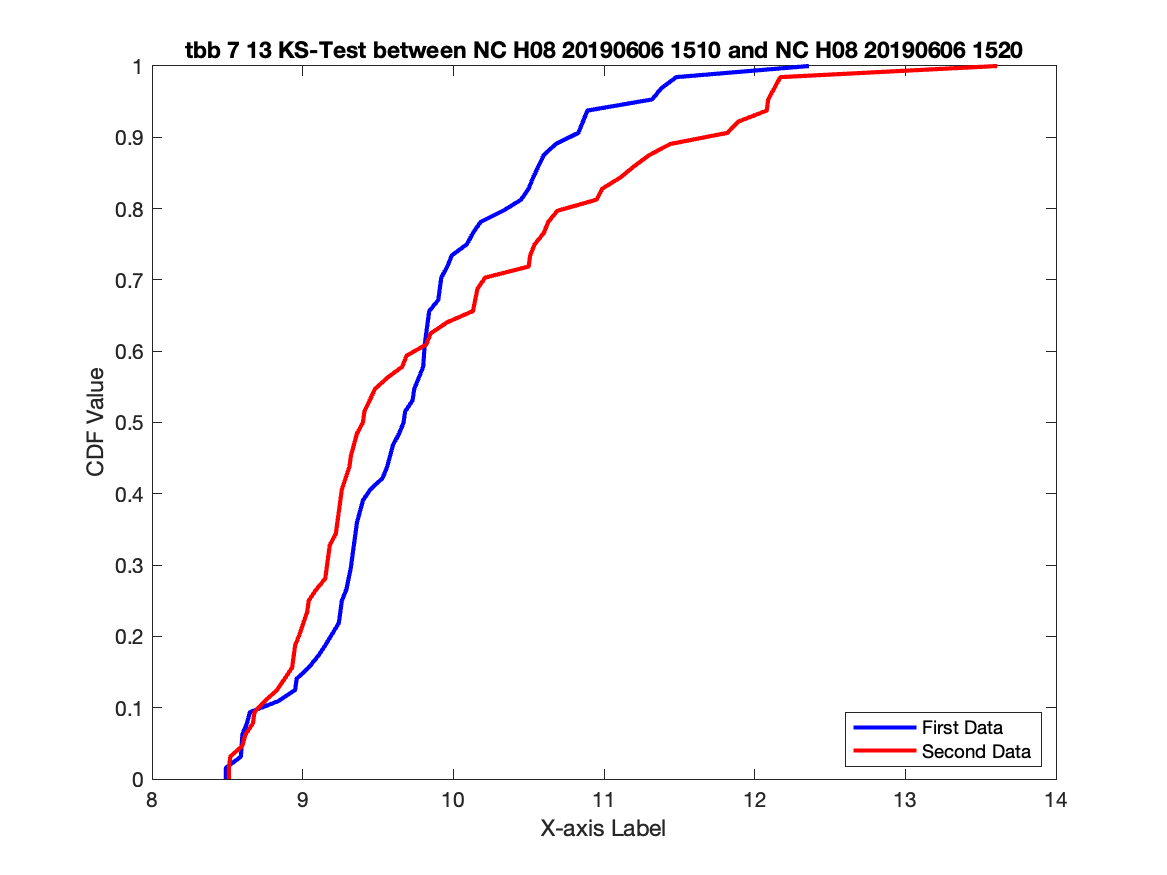 tbb 7 13 KS-Test between NC H08 20190606 1510 and NC H08 20190606 1520
1
0.9
0.8
0.7
0.6
0.5
0.4
0.3
0.2
0.1
0
CDF Value
First Data
Second Data
8 9 10 11 12 13 14
X-axis Label